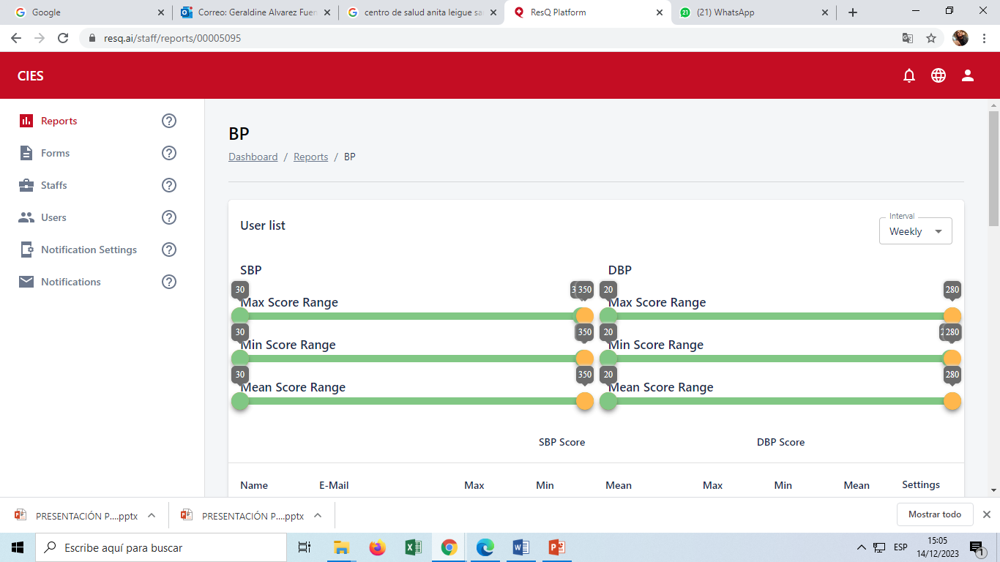 Google
Correo: Geraldine Alvarez Fuer
centro de salud anita leigue sa
ResQ Platform
21
(21) WhatsApp
resq.ai/staff/reports/00005095
CIES
Reports
Forms
Staffs
Users
Notification Settings
Notifications
BP
Dashboard / Reports / BP
User list
Interval
Weekly
SBP
DBP
30 350 20 280
Max Score Range Max Score Range
30 350 20 280
Min Score Range Min Score Range
30 350 20 280
Mean Score Range Mean Score Range
SBP Score DBP Score
Name E-Mail Max Min Mean Max Min Mean Settings
PRESENTACIÓN P....pptx
PRESENTACIÓN P....pptx
Mostrar todo
Escribe aquí para buscar
ESP
15:05
14/12/2023
1